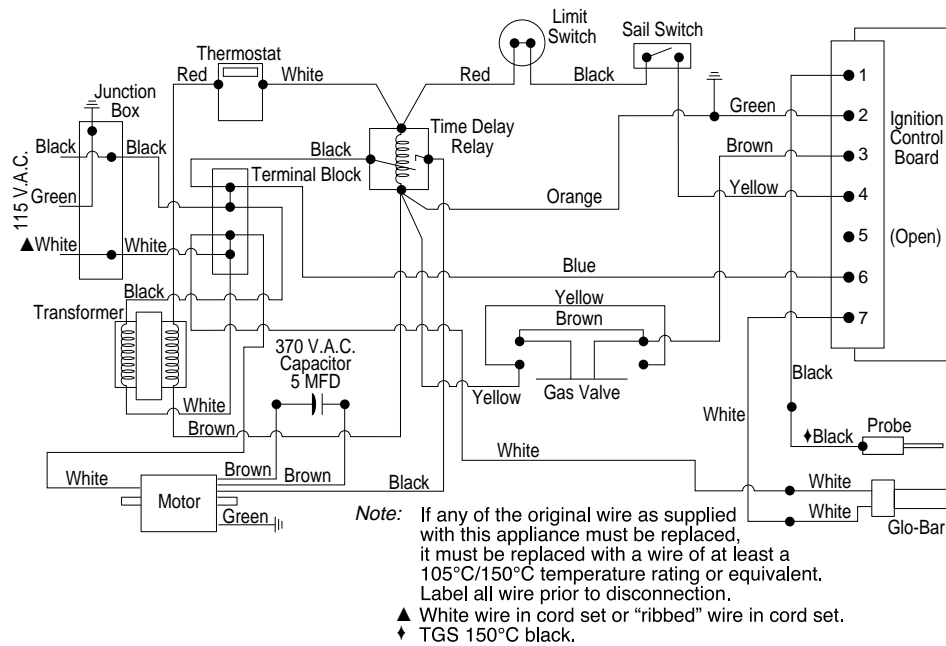 Limit
Switch
Sail Switch
Thermostat
Red
White
Red
Black
1
Junction
Box
Green
2
Ignition
Control
Board
Black
Black
Black
Time Delay
Relay
Brown
3
115 V.A.C.
Terminal Block
Green
Orange
Yellow
4
▲White
White
5
(Open)
Blue
6
Black
Transformer
Yellow
Brown
7
370 V.A.C.
Capacitor
5 MFD
White
Yellow
Gas Valve
Black
White
Brown
White
♦Black
Probe
Brown
Brown
White
Black
White
Motor
White
Green
Glo-Bar
Note: If any of the original wire as supplied
with this appliance must be replaced,
it must be replaced with a wire of at least a
105°C/150°C temperature rating or equivalent.
Label all wire prior to disconnection.
▲ White wire in cord set or “ribbed” wire in cord set.
♦ TGS 150°C black.